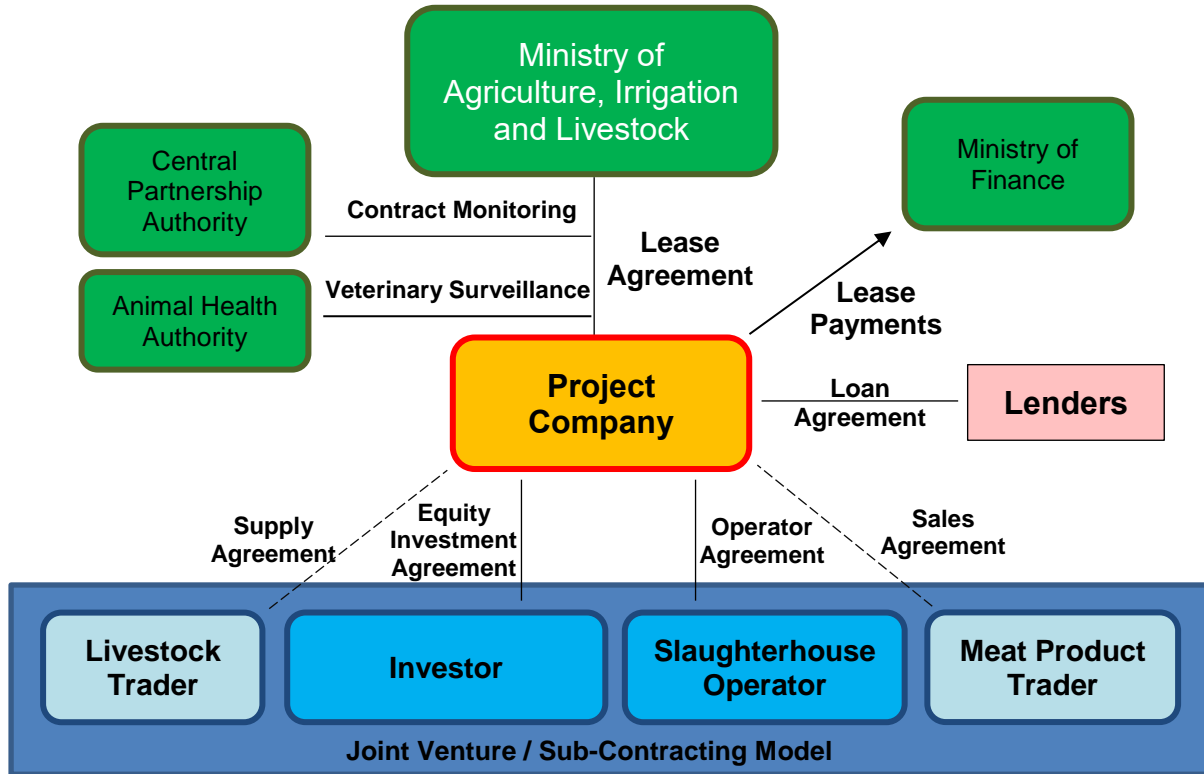 Ministry of
Agriculture, Irrigation
and Livestock
Central
Partnership
Authority
Ministry of
Finance
Contract Monitoring
Lease
Agreement
Animal Health
Authority
Veterinary Surveillance
Lease
Payments
Project
Company
Loan
Agreement
Lenders
Supply
Agreement
Equity
Investment
Agreement
Operator
Agreement
Sales
Agreement
Livestock
Trader
Investor
Slaughterhouse
Operator
Meat Product
Trader
Joint Venture / Sub-Contracting Model